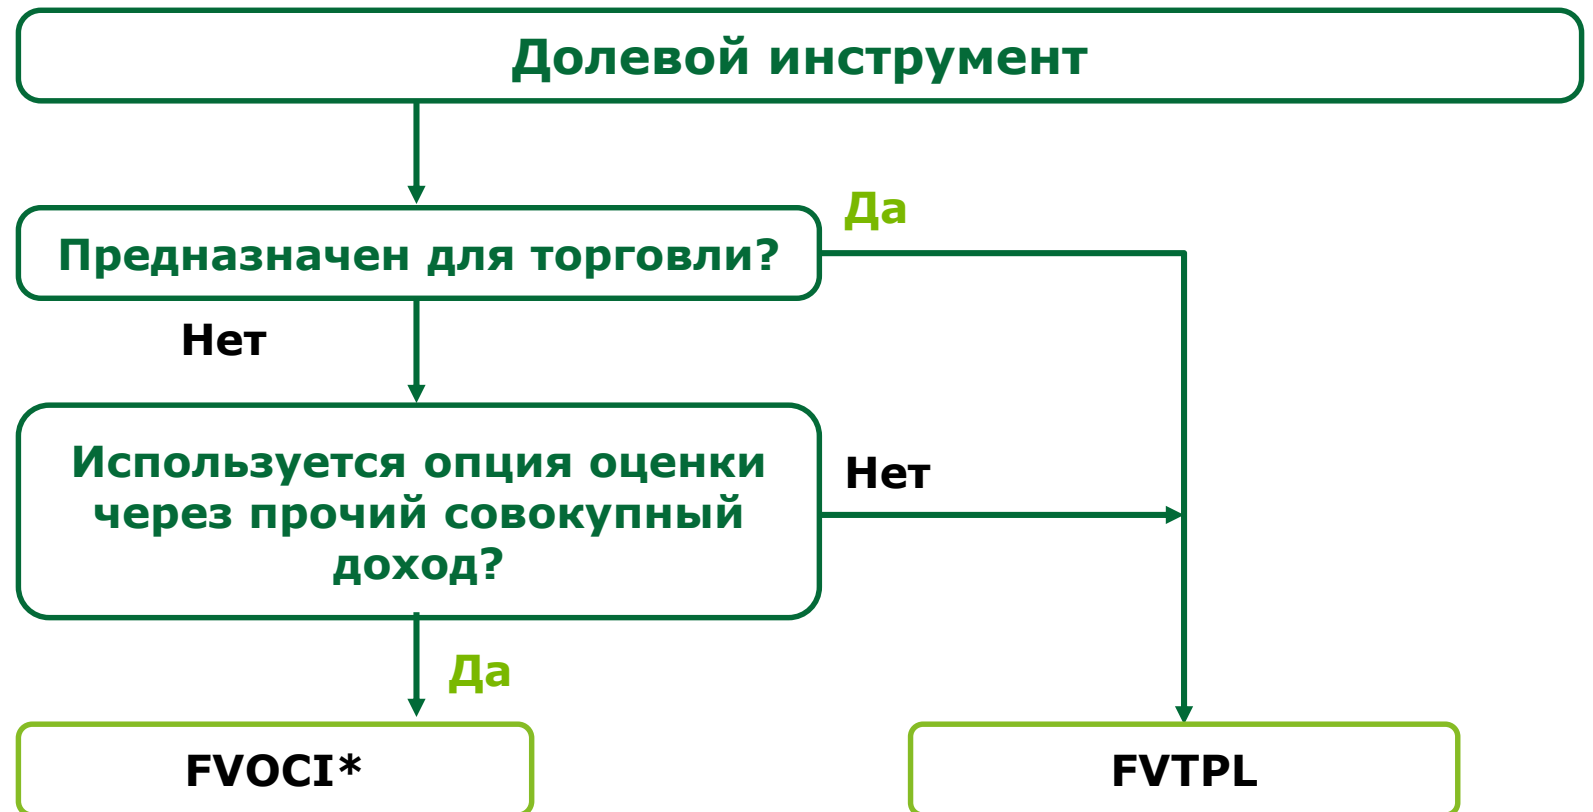 Долевой инструмент
Да
Предназначен для торговли?
Нет
Используется опция оценки
через прочий совокупный
доход?
Нет
Да
FVOCI*
FVTPL